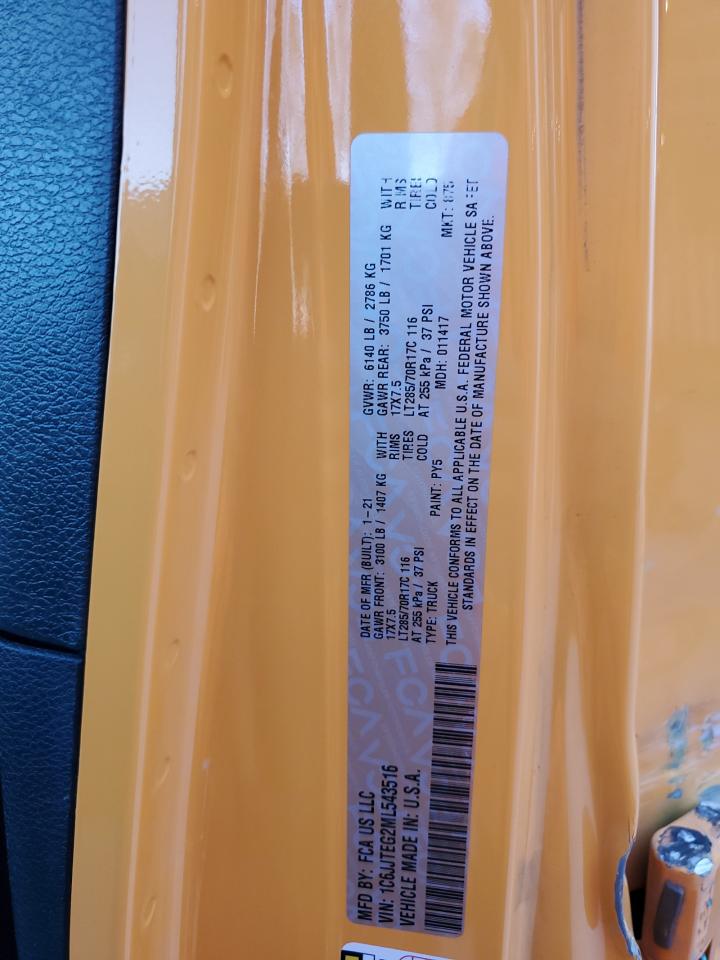 MFD BY: FCA US LLC
VIN: 1C6JJTEG2ML543516
VEHICLE MADE IN: U.S.A.
DATE OF MFR (BUILT): 1-21 GVWR: 6140 LB / 2786 KG
GAWR FRONT: 3100 LB / 1407 KG WITH GAWR REAR: 3750 LB / 1701 KG WITH
17X7.5 RIMS 17X7.5 RIMS
LT285/70R17C 116 TIRES LT285/70R17C 116 TIRES
AT 255 kPa / 37 PSI COLD AT 255 kPa / 37 PSI COLD
TYPE: TRUCK PAINT: PY5 MDH: 011417 MKT:
THIS VEHICLE CONFORMS TO ALL APPLICABLE U.S.A. FEDERAL MOTOR VEHICLE SAFET
STANDARDS IN EFFECT ON THE DATE OF MANUFACTURE SHOWN ABOVE.